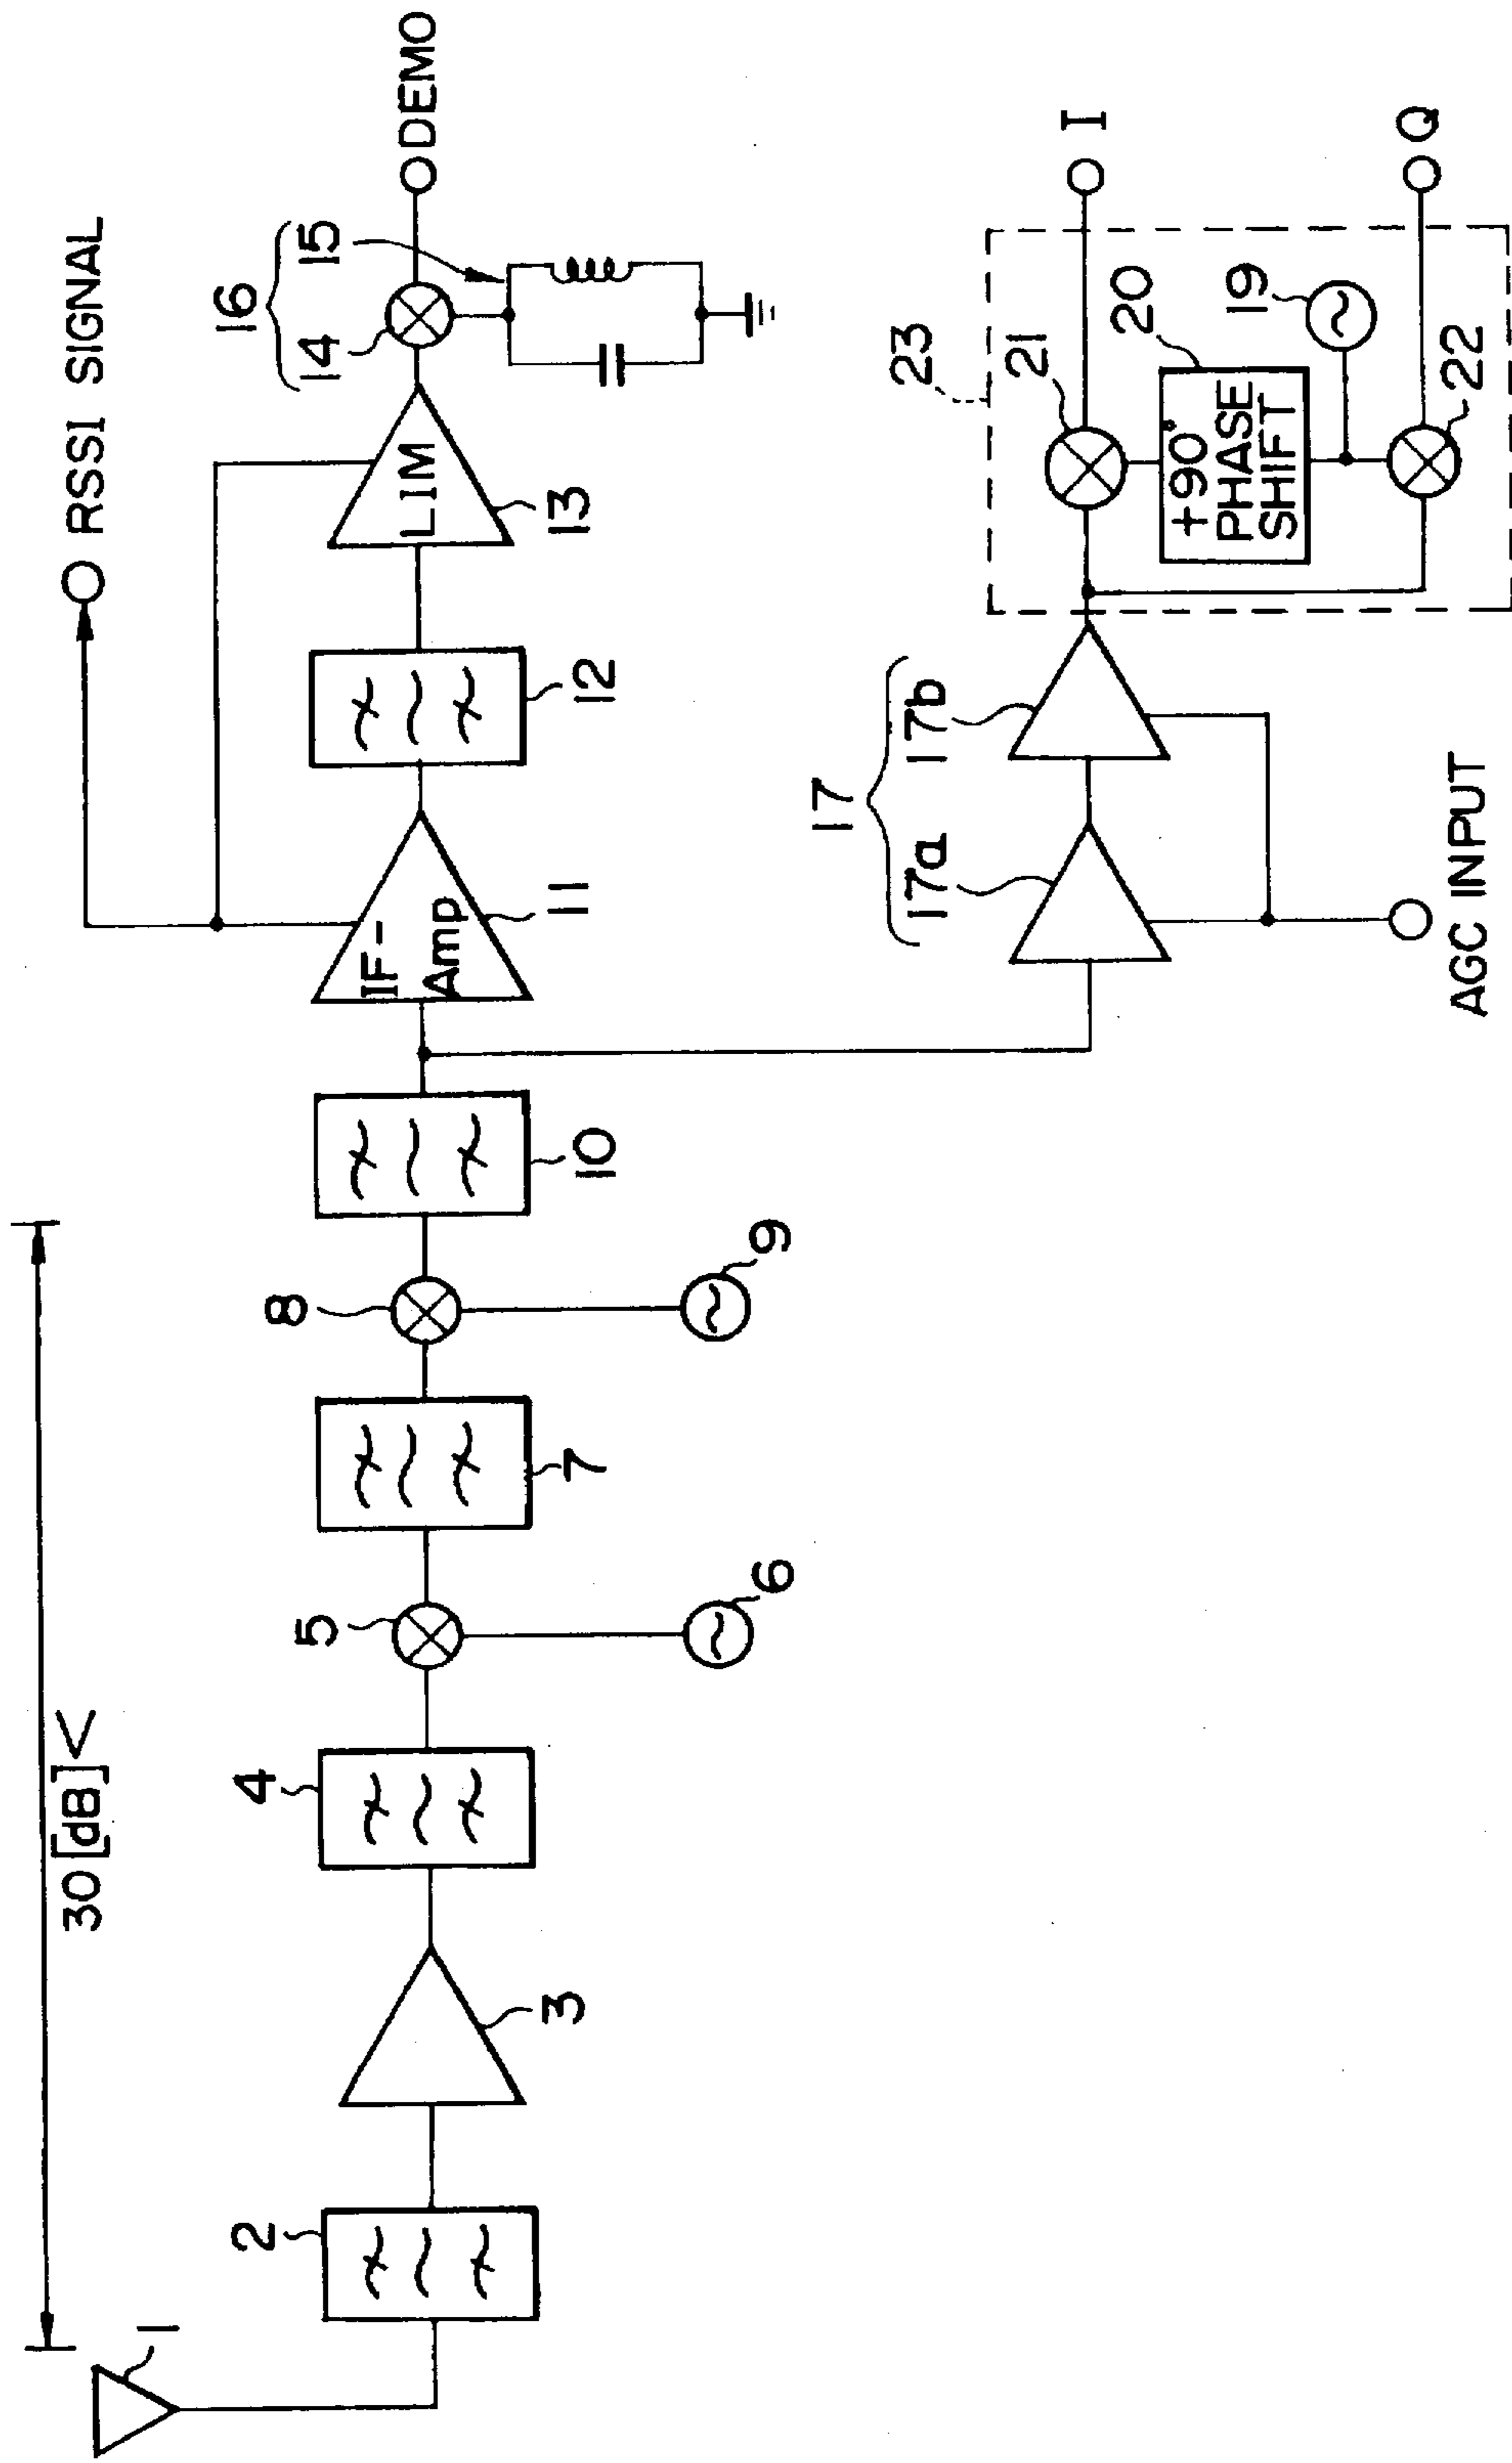 1
2
3
4
5
6
7
8
9
10
30[dB]<
IF-
Amp
11
12
LIM
13
14
15
16
RSSI SIGNAL
DEMO
17
17a
17b
AGC INPUT
23
21
+90°
PHASE
SHIFT
20
19
22
I
Q